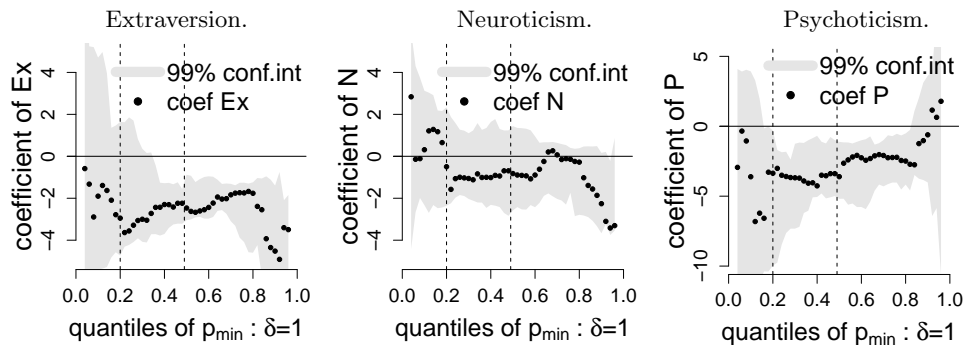 Extraversion.
coefficient of Ex
4
2
0
−2
−4
99% conf.int
coef Ex
0.0 0.2 0.4 0.6 0.8 1.0
quantiles of pmin : δ=1
Neuroticism.
coefficient of N
4
2
0
−2
−4
99% conf.int
coef N
0.0 0.2 0.4 0.6 0.8 1.0
quantiles of pmin : δ=1
Psychoticism.
coefficient of P
5
0
−5
−10
99% conf.int
coef P
0.0 0.2 0.4 0.6 0.8 1.0
quantiles of pmin : δ=1